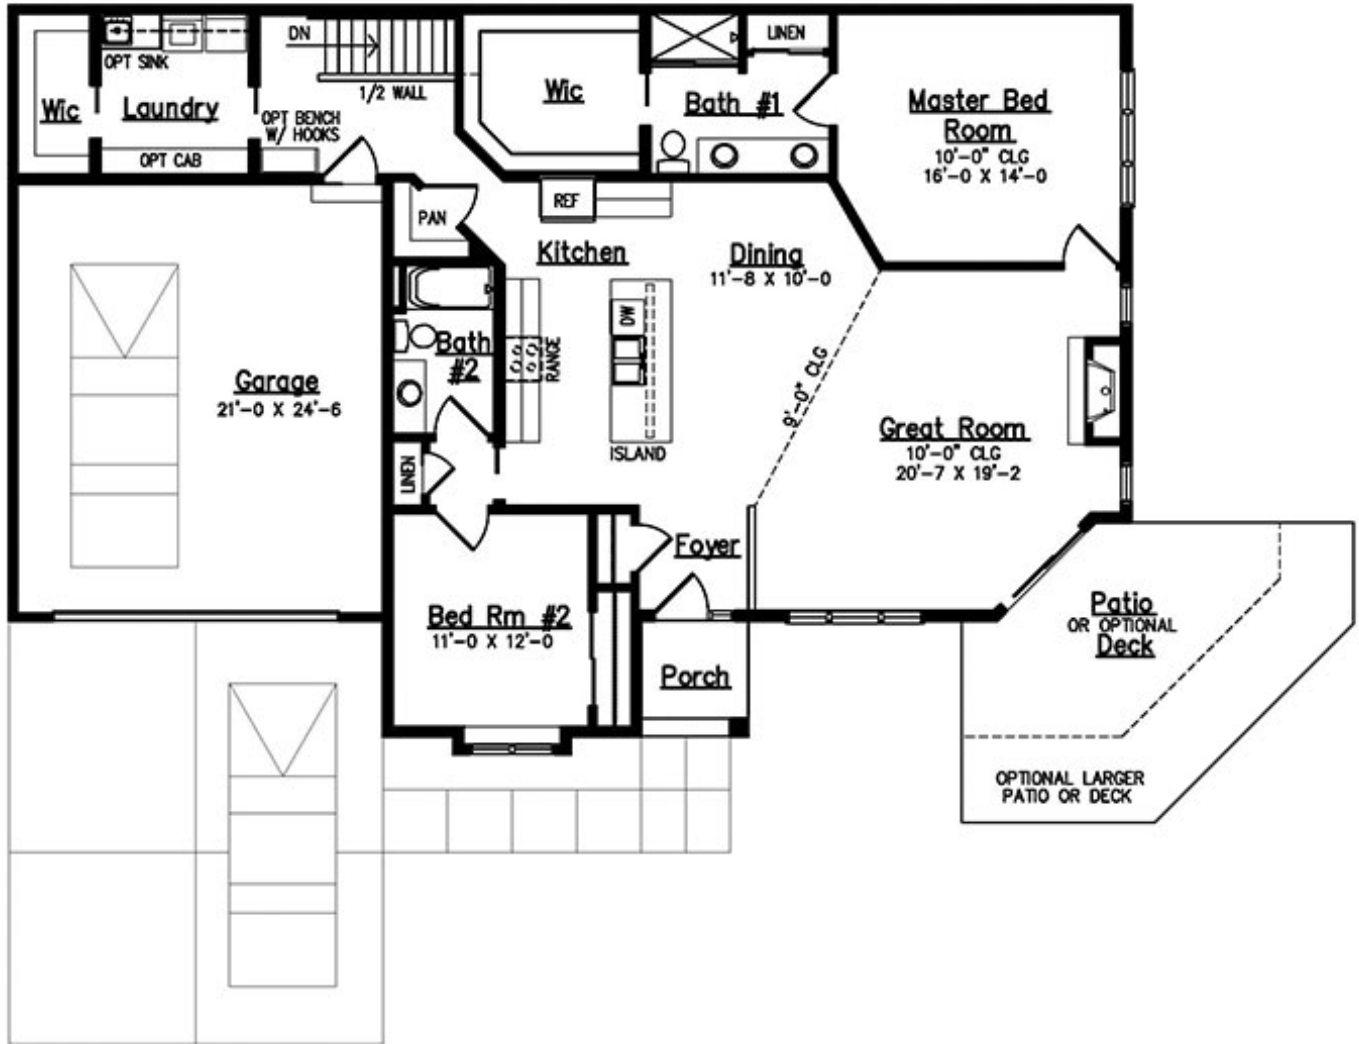 DN
LINEN
OPT SINK
1/2 WALL
Wic
Laundry
OPT BENCH
W/ HOOKS
OPT CAB
Wic
Bath #1
Master Bed
Room
10'-0" CLG
16'-0 X 14'-0
PAN
REF
Kitchen
Dining
11'-8 X 10'-0
DW
RANGE
ISLAND
Bath
#2
9'-0" CLG
Garage
21'-0 X 24'-6
Great Room
10'-0" CLG
20'-7 X 19'-2
LINEN
Foyer
Bed Rm #2
11'-0 X 12'-0
Porch
Patio
OR OPTIONAL
Deck
OPTIONAL LARGER
PATIO OR DECK